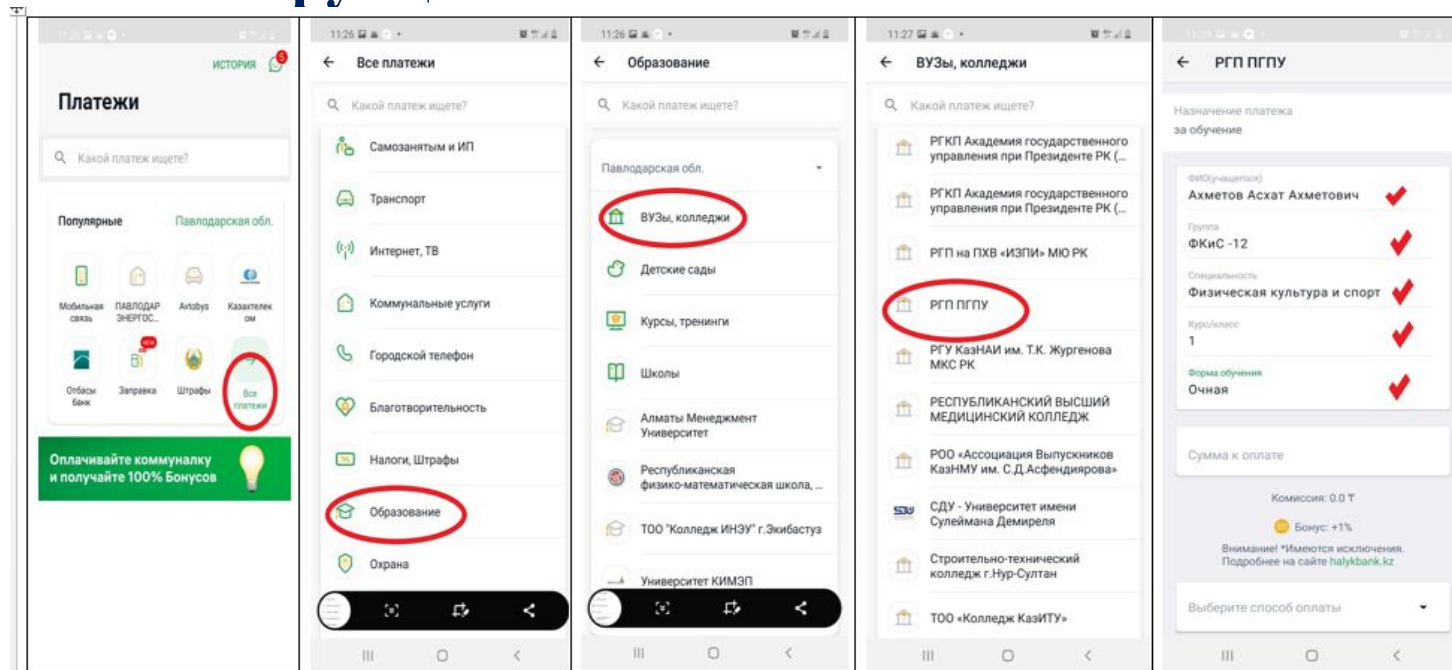 ИСТОРИЯ
5
Платежи
Какой платеж ищете?
Популярные
Павлодарская обл.
Мобильная
связь
ПАВЛОДАР
ЭНЕРГОС...
Avtobys
Казахтелек
ом
Отбасы
банк
NEW
Заправка
Штрафы
Все
платежи
Оплачивайте коммуналку
и получайте 100% Бонусов
11:26
Все платежи
Какой платеж ищете?
Самозанятым и ИП
Транспорт
Интернет, ТВ
Коммунальные услуги
Городской телефон
Благотворительность
Налоги, Штрафы
Образование
Охрана
11:26
Образование
Какой платеж ищете?
Павлодарская обл.
ВУЗы, колледжи
Детские сады
Курсы, тренинги
Школы
Алматы Менеджмент
Университет
Республиканская
физико-математическая школа, ...
ТОО "Колледж ИНЭУ" г.Экибастуз
Университет КИМЭП
11:27
ВУЗы, колледжи
Какой платеж ищете?
РГКП Академия государственного
управления при Президенте РК (...
РГКП Академия государственного
управления при Президенте РК (...
РГП на ПХВ «ИЗПИ» МЮ РК
РГП ПГПУ
РГУ КазНАИ им. Т.К. Жургенова
МКС РК
РЕСПУБЛИКАНСКИЙ ВЫСШИЙ
МЕДИЦИНСКИЙ КОЛЛЕДЖ
РОО «Ассоциация Выпускников
КазНМУ им. С.Д.Асфендиярова»
SDU
СДУ - Университет имени
Сулеймана Демиреля
Строительно-технический
колледж г.Нур-Султан
ТОО «Колледж КазИТУ»
РГП ПГПУ
Назначение платежа
за обучение
ФИО(учащегося)
Ахметов Асхат Ахметович
Группа
ФКиС -12
Специальность
Физическая культура и спорт
Курс/класс
1
Форма обучения
Очная
Сумма к оплате
Комиссия: 0.0 ₸
Бонус: +1%
Внимание! *Имеются исключения.
Подробнее на сайте halykbank.kz
Выберите способ оплаты